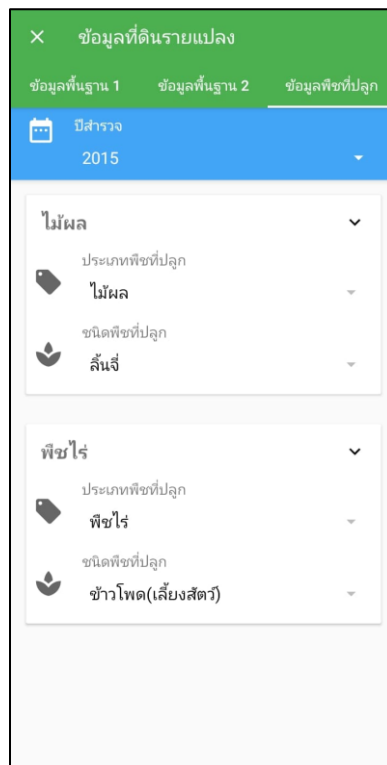 ข้อมูลที่ดินรายแปลง
ข้อมูลพื้นฐาน 1 ข้อมูลพื้นฐาน 2 ข้อมูลพืชที่ปลูก
ปีสำรวจ
2015
ไม้ผล
ประเภทพืชที่ปลูก
ไม้ผล
ชนิดพืชที่ปลูก
ลิ้นจี่
พืชไร่
ประเภทพืชที่ปลูก
พืชไร่
ชนิดพืชที่ปลูก
ข้าวโพด(เลี้ยงสัตว์)